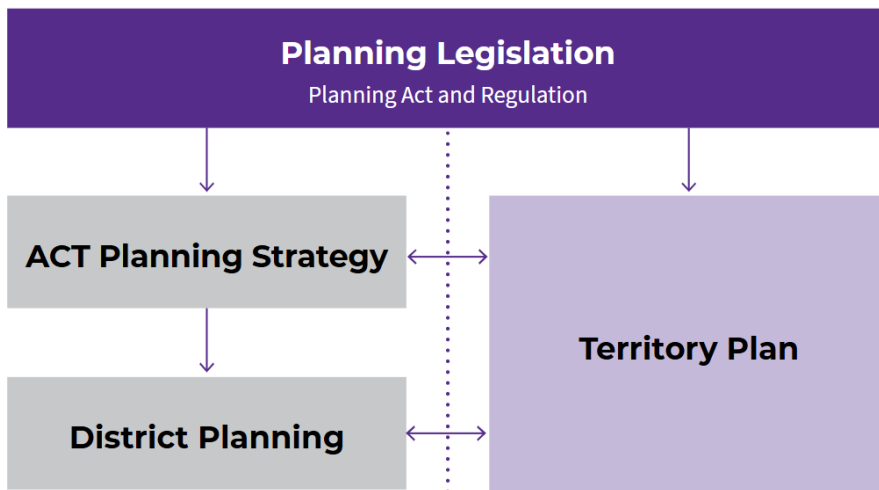 Planning Legislation
Planning Act and Regulation
ACT Planning Strategy
Territory Plan
District Planning